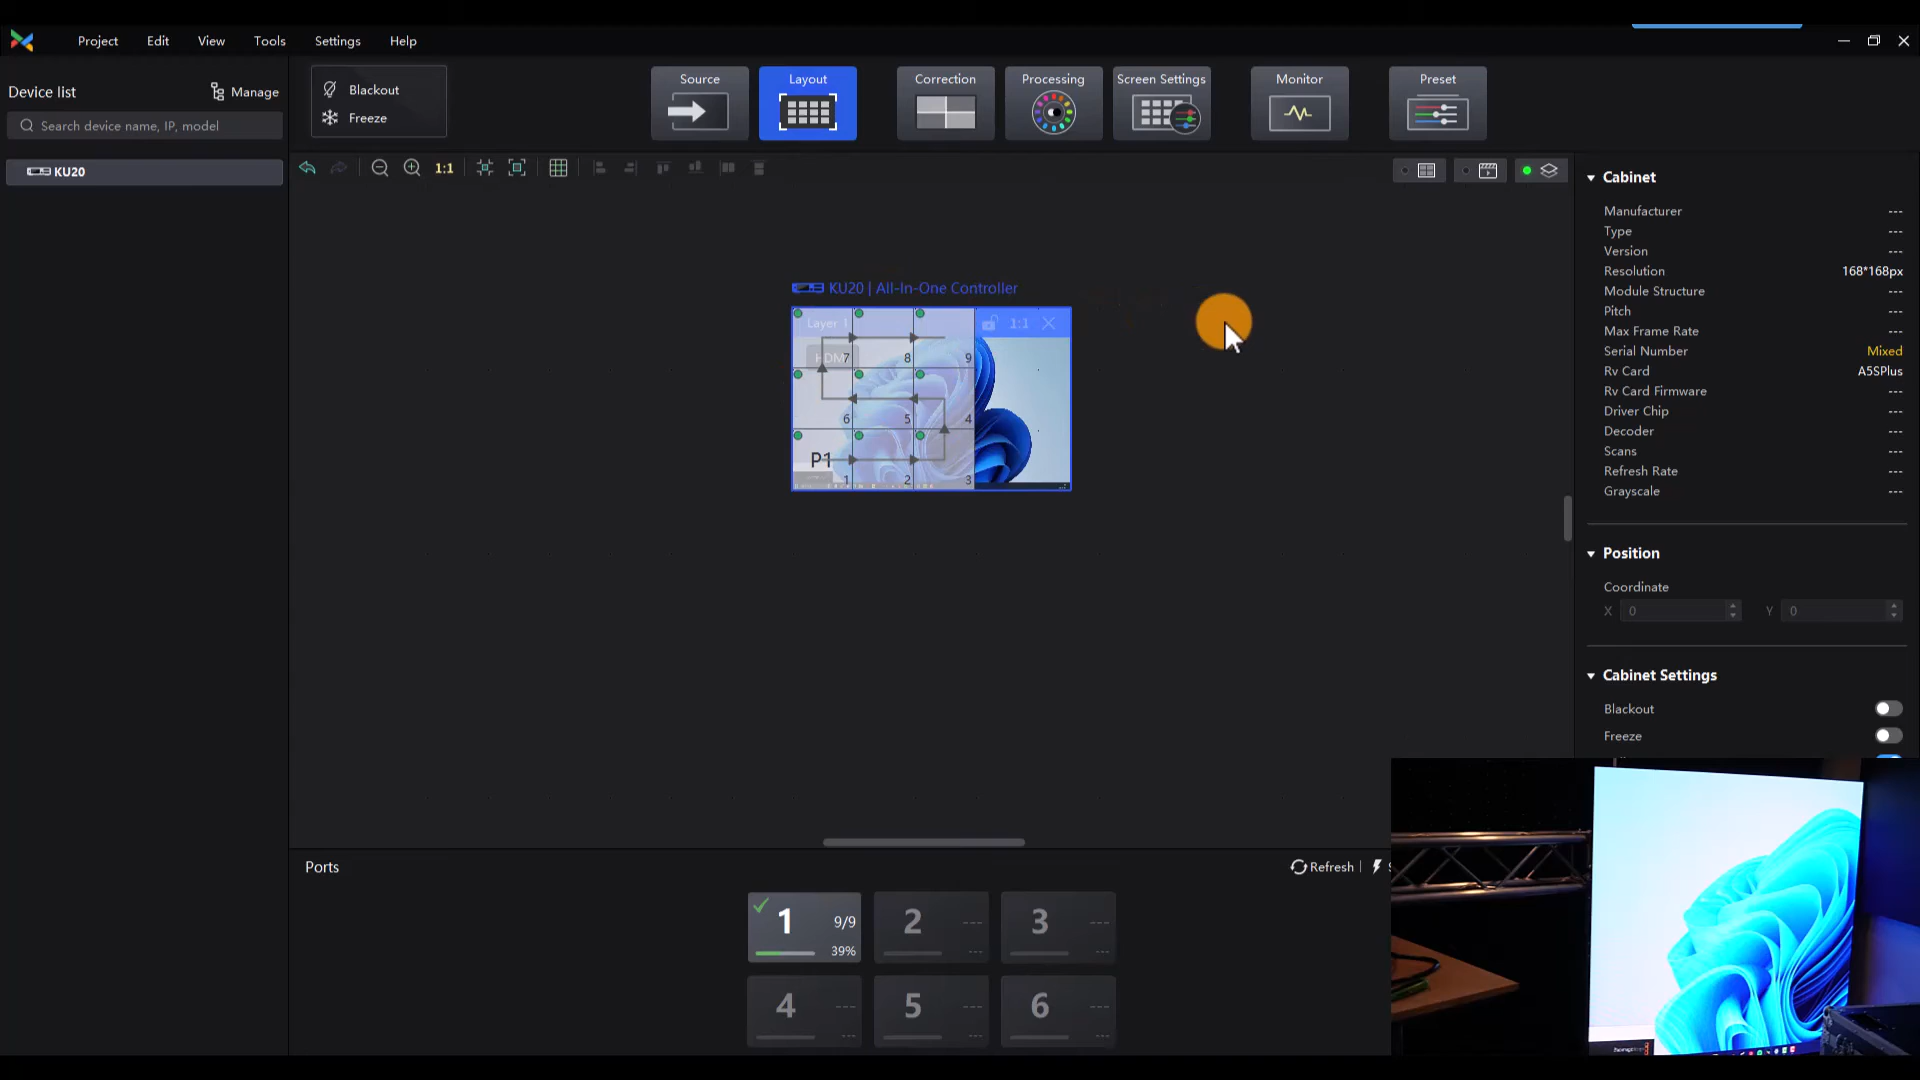 Project Edit View Tools Settings Help
Device list
Manage
Search device name, IP, model
KU20
Blackout
Freeze
Source
Layout
Correction
Processing
Screen Settings
Monitor
Preset
1:1
KU20 | All-In-One Controller
Layer 1
1:1
HDMI
7 8 9
6 5 4
P1
1 2 3
Cabinet
Manufacturer ---
Type ---
Version ---
Resolution 168*168px
Module Structure ---
Pitch ---
Max Frame Rate ---
Serial Number Mixed
Rv Card A5SPlus
Rv Card Firmware ---
Driver Chip ---
Decoder ---
Scans ---
Refresh Rate ---
Grayscale ---
Position
Coordinate
X 0 Y 0
Cabinet Settings
Blackout
Freeze
Ports
Refresh |
1 9/9
39%
2 ---
---
3 ---
---
4 ---
---
5 ---
---
6 ---
---